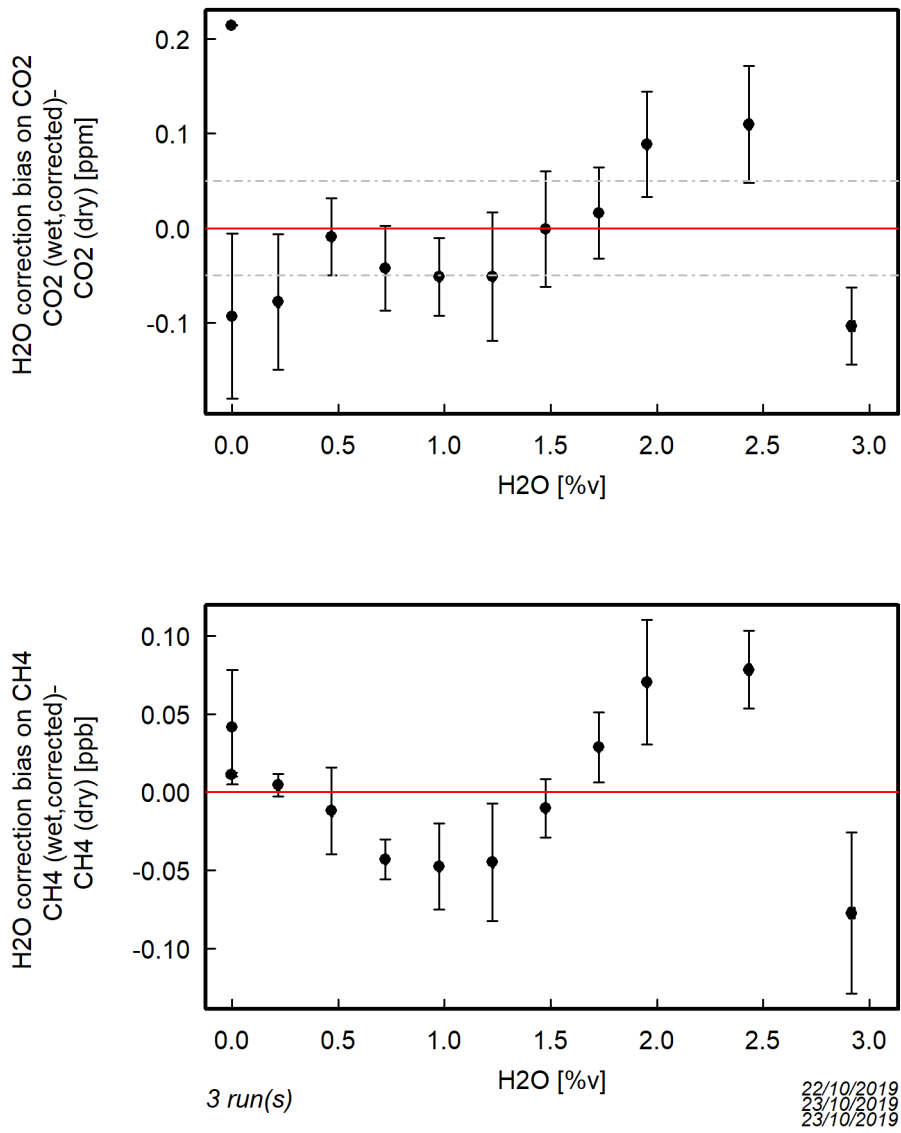 H2O correction bias on CO2
CO2 (wet,corrected)-
CO2 (dry) [ppm]
0.2
0.1
0.0
-0.1
0.0 0.5 1.0 1.5 2.0 2.5 3.0
H2O [%v]
H2O correction bias on CH4
CH4 (wet,corrected)-
CH4 (dry) [ppb]
0.10
0.05
0.00
-0.05
-0.10
0.0 0.5 1.0 1.5 2.0 2.5 3.0
H2O [%v]
3 run(s)
22/10/2019
23/10/2019
23/10/2019